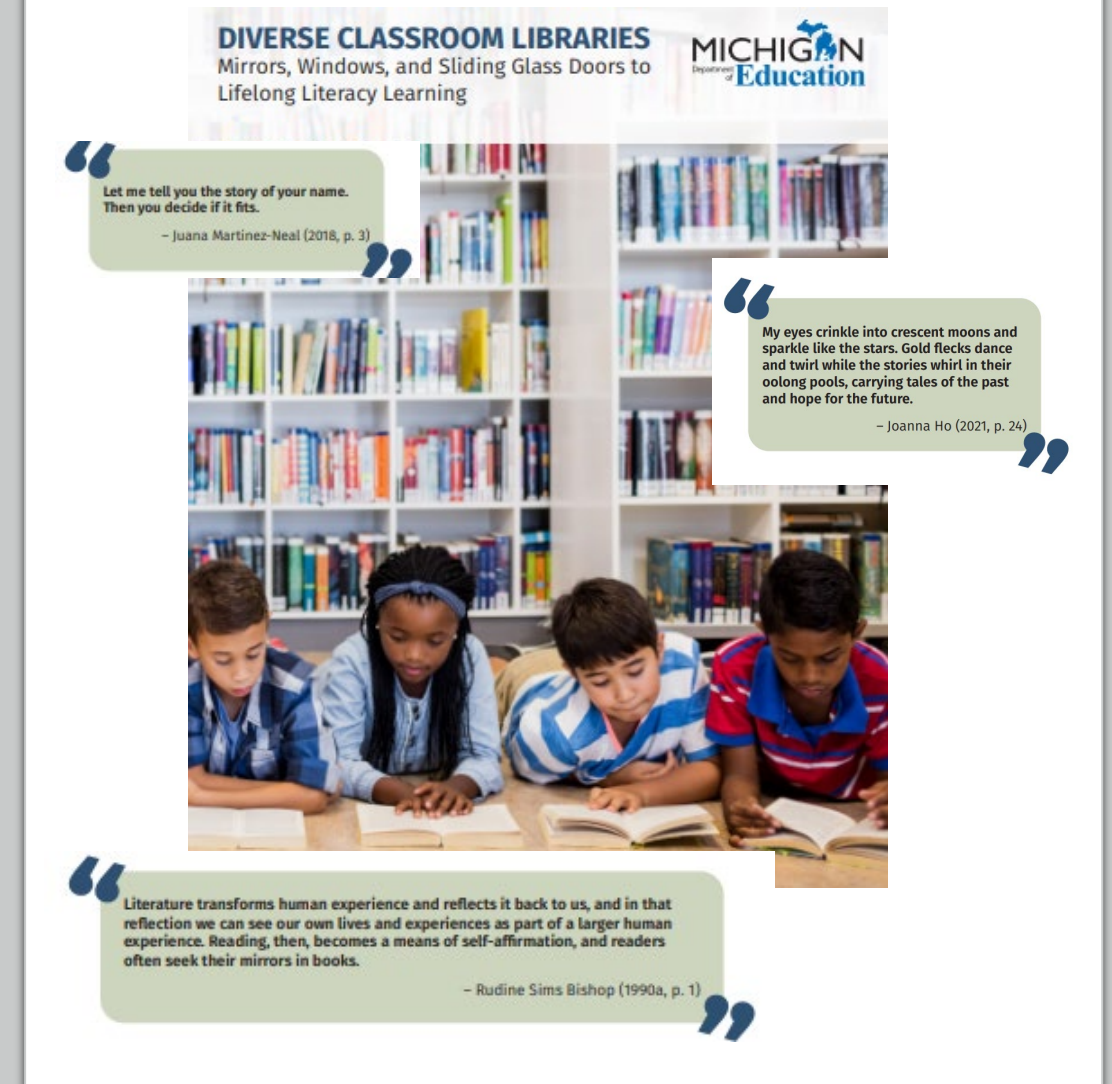 DIVERSE CLASSROOM LIBRARIES
Mirrors, Windows, and Sliding Glass Doors to
Lifelong Literacy Learning
MICHIGAN
Department
of Education
Let me tell you the story of your name.
Then you decide if it fits.
– Juana Martinez-Neal (2018, p. 3)
My eyes crinkle into crescent moons and
sparkle like the stars. Gold flecks dance
and twirl while the stories whirl in their
oolong pools, carrying tales of the past
and hope for the future.
– Joanna Ho (2021, p. 24)
Literature transforms human experience and reflects it back to us, and in that
reflection we can see our own lives and experiences as part of a larger human
experience. Reading, then, becomes a means of self-affirmation, and readers
often seek their mirrors in books.
– Rudine Sims Bishop (1990a, p. 1)